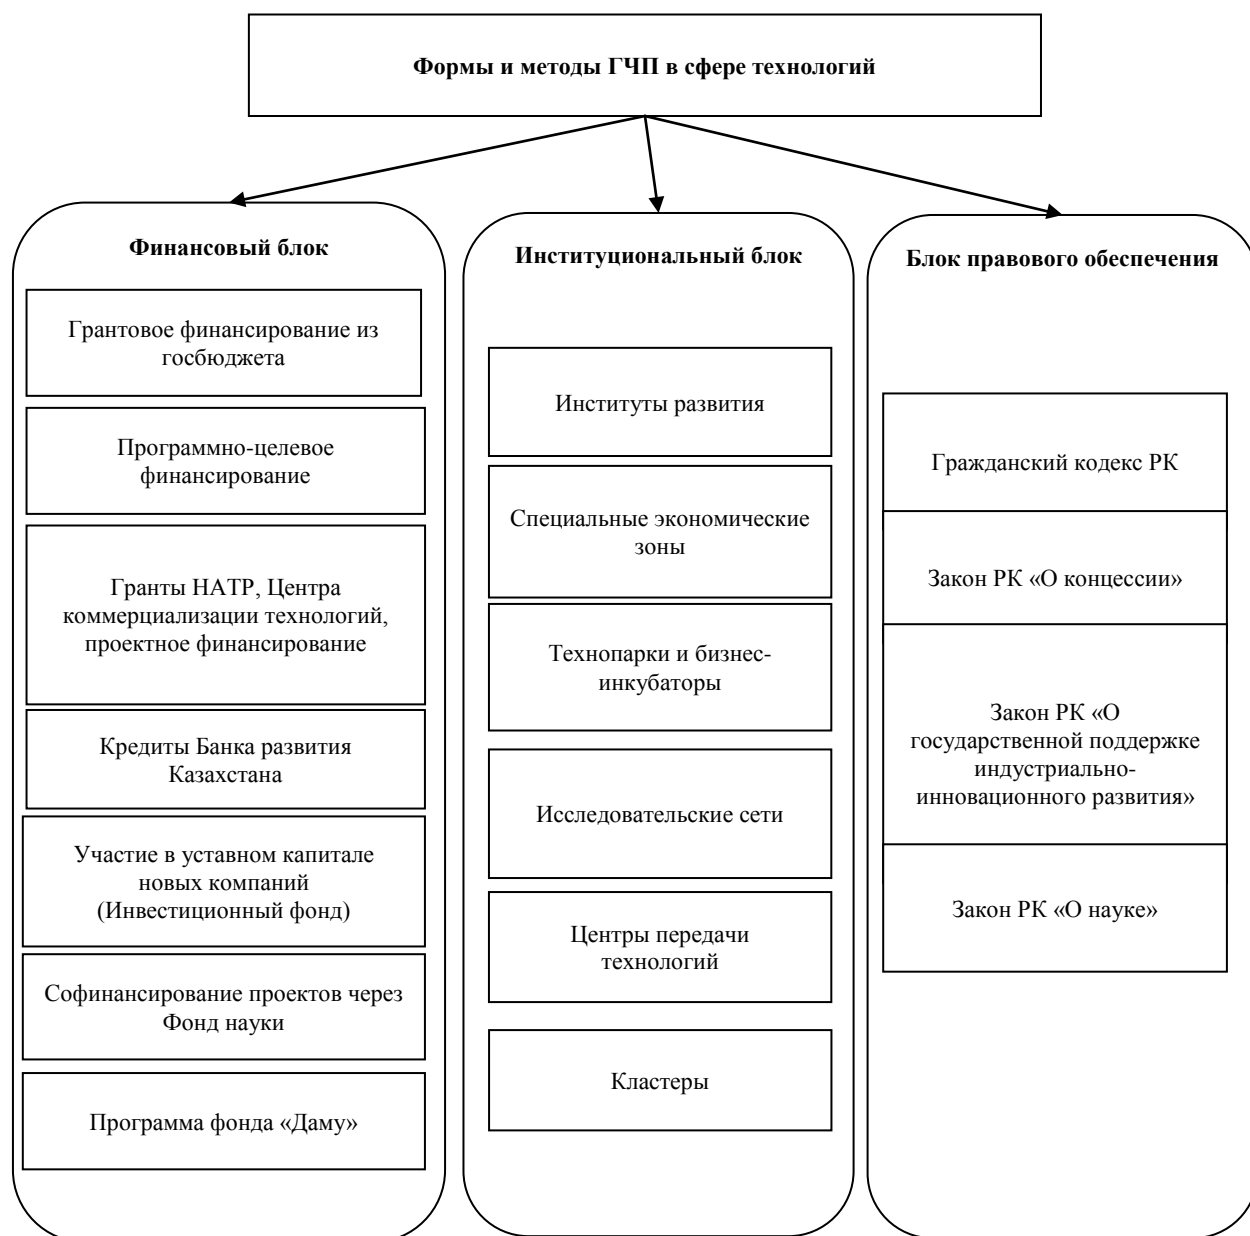 Формы и методы ГЧП в сфере технологий
Финансовый блок
Грантовое финансирование из
госбюджета
Программно-целевое
финансирование
Гранты НАТР, Центра
коммерциализации технологий,
проектное финансирование
Кредиты Банка развития
Казахстана
Участие в уставном капитале
новых компаний
(Инвестиционный фонд)
Софинансирование проектов через
Фонд науки
Программа фонда «Даму»
Институциональный блок
Институты развития
Специальные экономические
зоны
Технопарки и бизнес-
инкубаторы
Исследовательские сети
Центры передачи
технологий
Кластеры
Блок правового обеспечения
Гражданский кодекс РК
Закон РК «О концессии»
Закон РК «О
государственной поддержке
индустриально-
инновационного развития»
Закон РК «О науке»